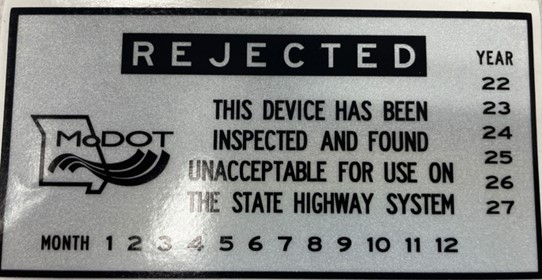 REJECTED
YEAR
22
23
24
25
26
27
THIS DEVICE HAS BEEN
INSPECTED AND FOUND
UNACCEPTABLE FOR USE ON
THE STATE HIGHWAY SYSTEM
MoDOT
MONTH 1 2 3 4 5 6 7 8 9 10 11 12